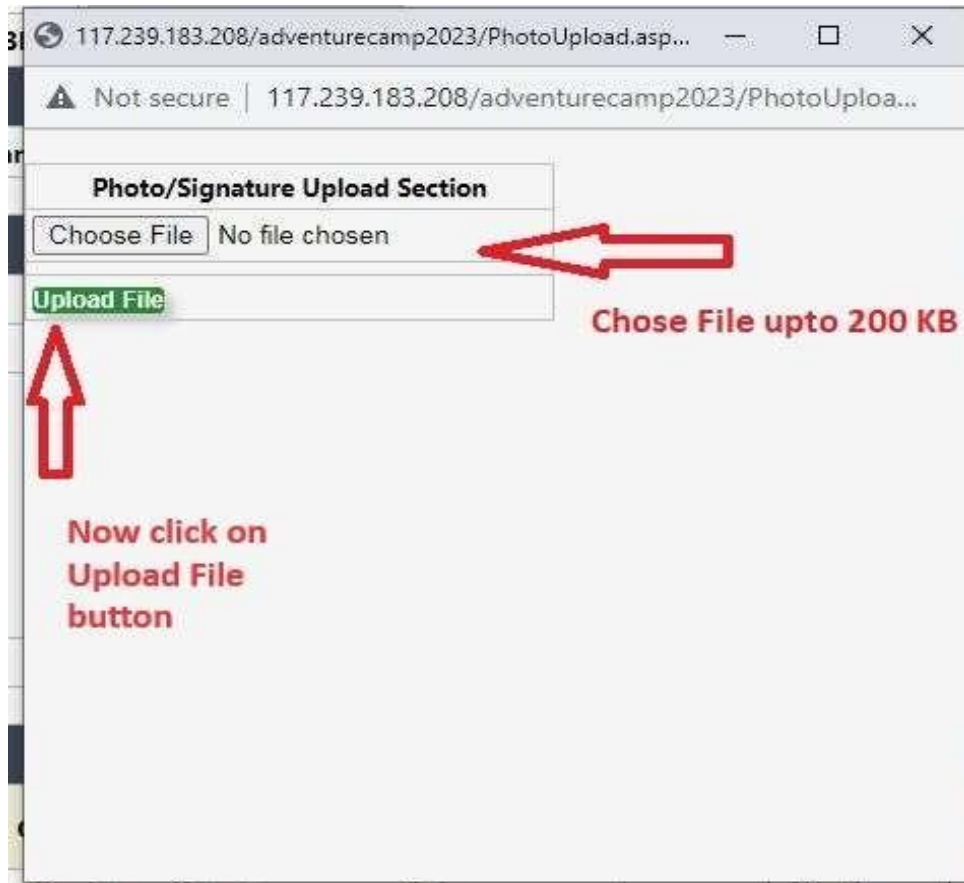 117.239.183.208/adventurecamp2023/PhotoUpload.asp...
Not secure | 117.239.183.208/adventurecamp2023/PhotoUploa...
Photo/Signature Upload Section
Choose File No file chosen
Upload File
Chose File upto 200 KB
Now click on
Upload File
button